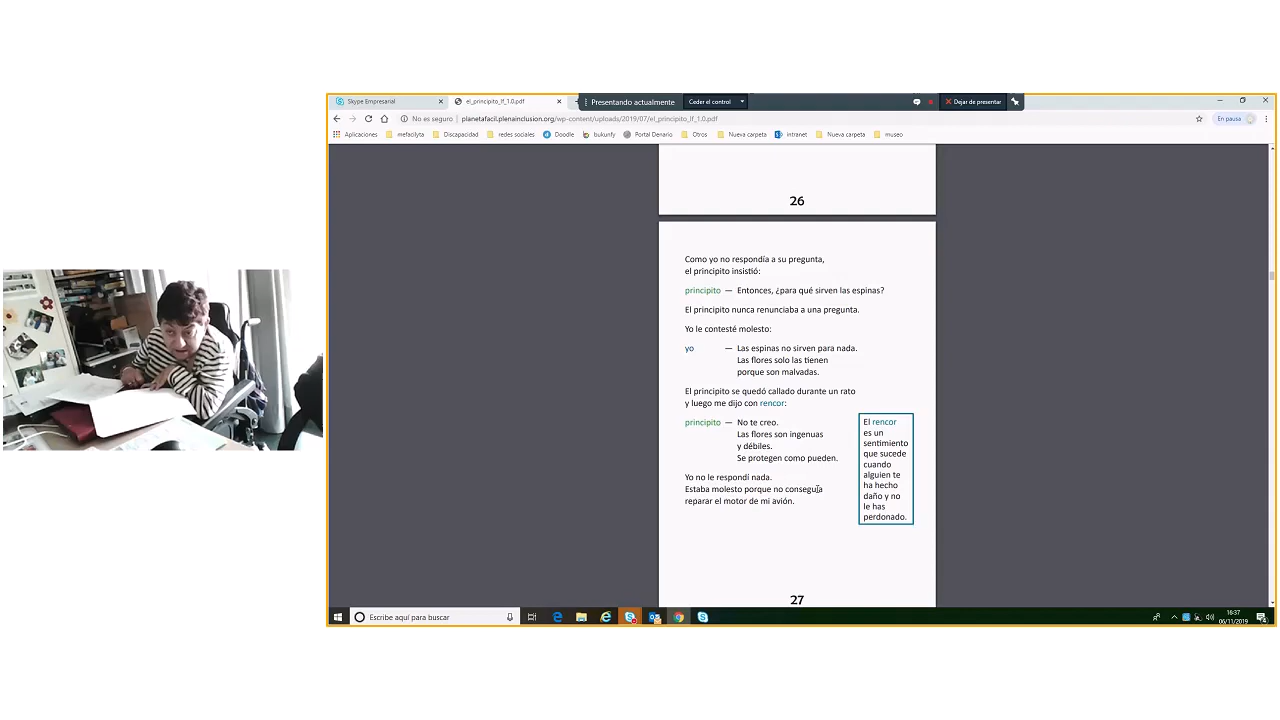 Skype Empresarial
el_principito_lf_1.0.pdf
Presentando actualmente
Ceder el control
Dejar de presentar
No es seguro
planetafacil.plenainclusion.org/wp-content/uploads/2019/07/el_principito_lf_1.0.pdf
En pausa
Aplicaciones
mefacilyta
Discapacidad
redes sociales
Doodle
bukunfy
Portal Denario
Otros
Nueva carpeta
intranet
Nueva carpeta
museo
26
Como yo no respondía a su pregunta,
el principito insistió:
principito — Entonces, ¿para qué sirven las espinas?
El principito nunca renunciaba a una pregunta.
Yo le contesté molesto:
yo — Las espinas no sirven para nada.
Las flores solo las tienen
porque son malvadas.
El principito se quedó callado durante un rato
y luego me dijo con rencor:
principito — No te creo.
Las flores son ingenuas
y débiles.
Se protegen como pueden.
Yo no le respondí nada.
Estaba molesto porque no conseguía
reparar el motor de mi avión.
El rencor
es un
sentimiento
que sucede
cuando
alguien te
ha hecho
daño y no
le has
perdonado.
27
Escribe aquí para buscar
16:37
06/11/2019